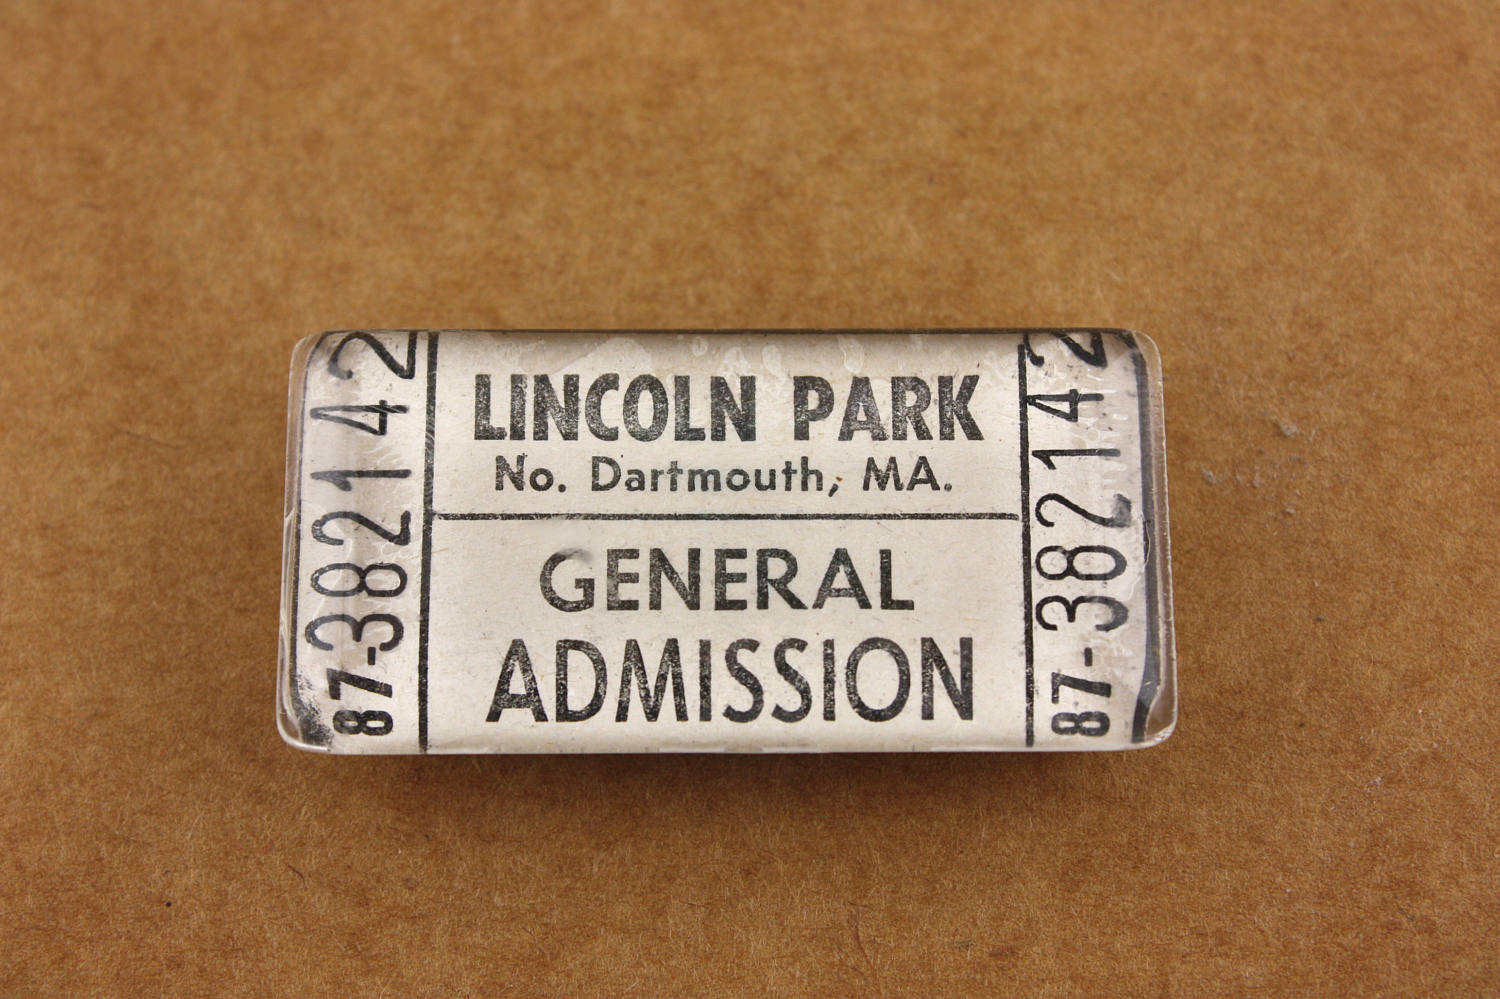 87-382142
LINCOLN PARK
No. Dartmouth, MA.
GENERAL
ADMISSION
87-382142